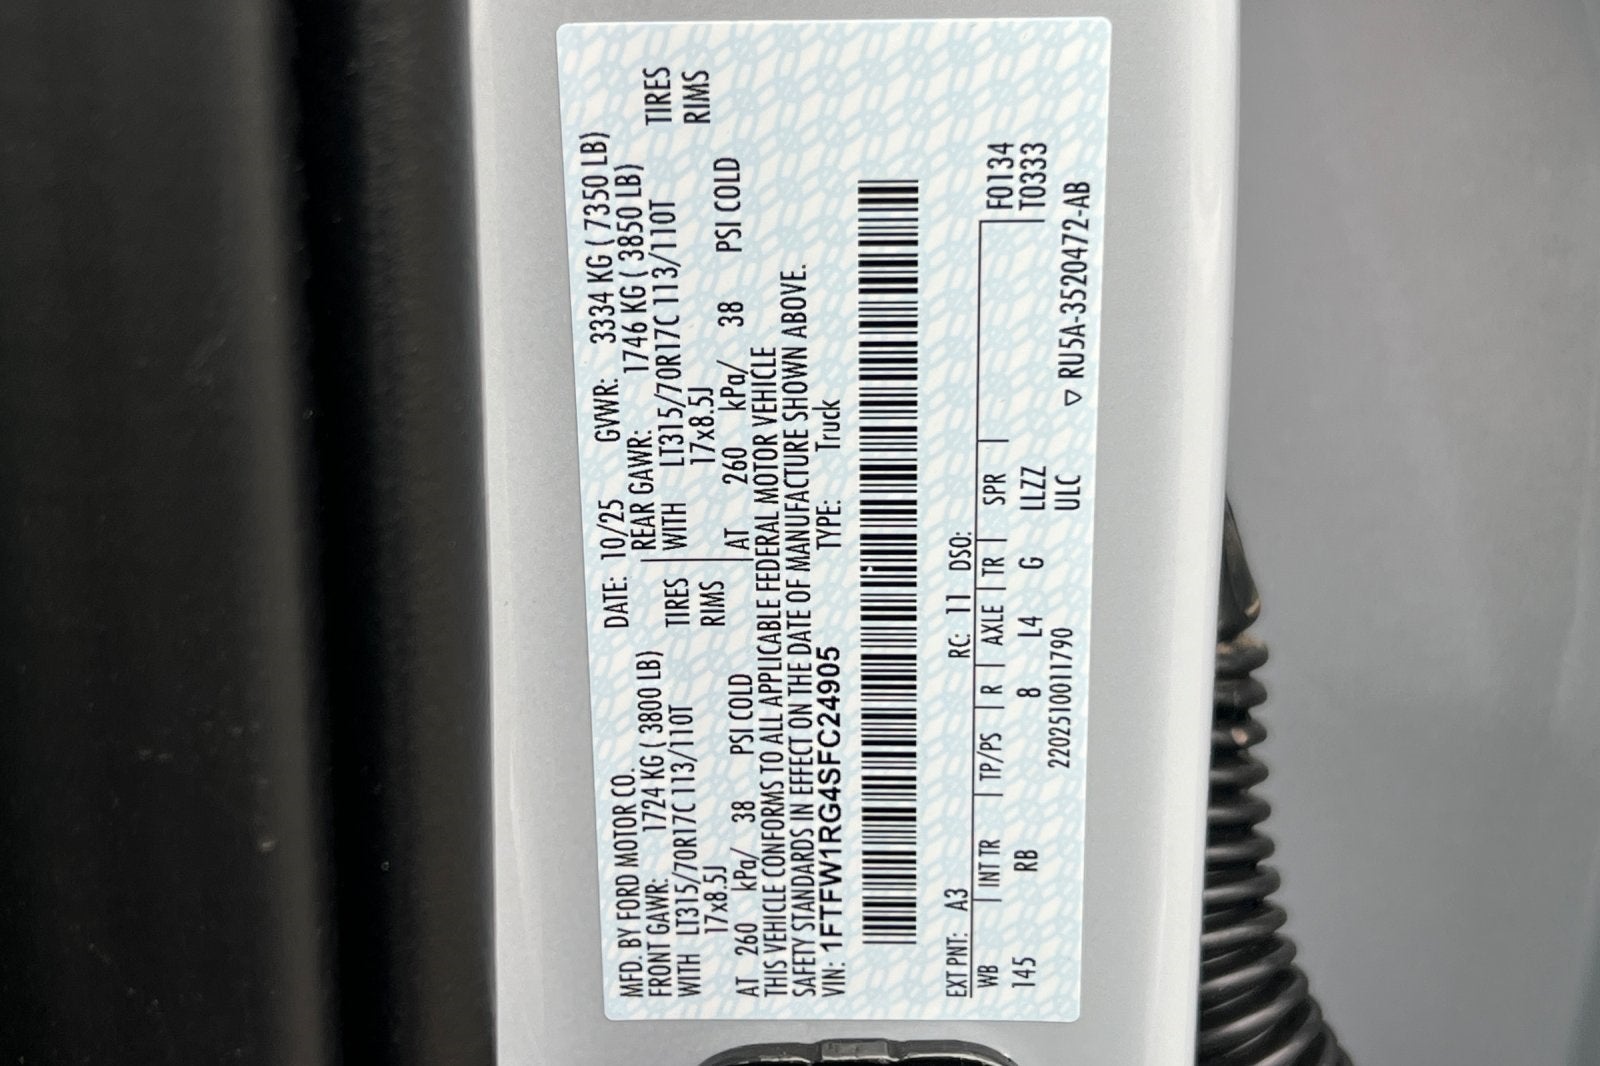 MFD. BY FORD MOTOR CO. DATE: 10/25 GVWR: 3334 KG ( 7350 LB)
FRONT GAWR: 1724 KG ( 3800 LB) REAR GAWR: 1746 KG ( 3850 LB)
WITH LT315/70R17C 113/110T TIRES WITH LT315/70R17C 113/110T TIRES
17x8.5J RIMS 17x8.5J RIMS
AT 260 kPa/ 38 PSI COLD AT 260 kPa/ 38 PSI COLD
THIS VEHICLE CONFORMS TO ALL APPLICABLE FEDERAL MOTOR VEHICLE
SAFETY STANDARDS IN EFFECT ON THE DATE OF MANUFACTURE SHOWN ABOVE.
VIN: 1FTFW1RG4SFC24905 TYPE: Truck
EXT PNT: A3 RC: 11 DSO: F0134
WB INT TR TP/PS R AXLE TR SPR T0333
145 RB 8 L4 G LLZZ
2202510011790 ULC ▽ RU5A-3520472-AB